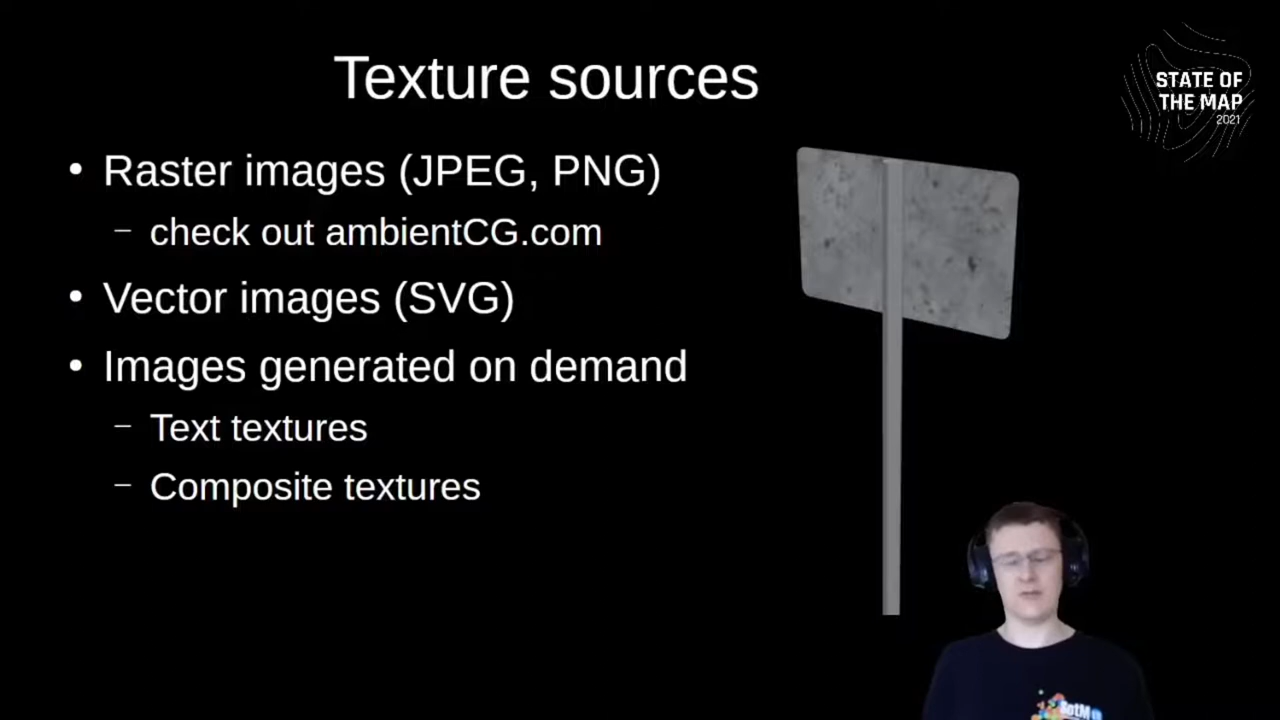 Texture sources
STATE OF
THE MAP
2021
• Raster images (JPEG, PNG)
– check out ambientCG.com
• Vector images (SVG)
• Images generated on demand
– Text textures
– Composite textures
SotM